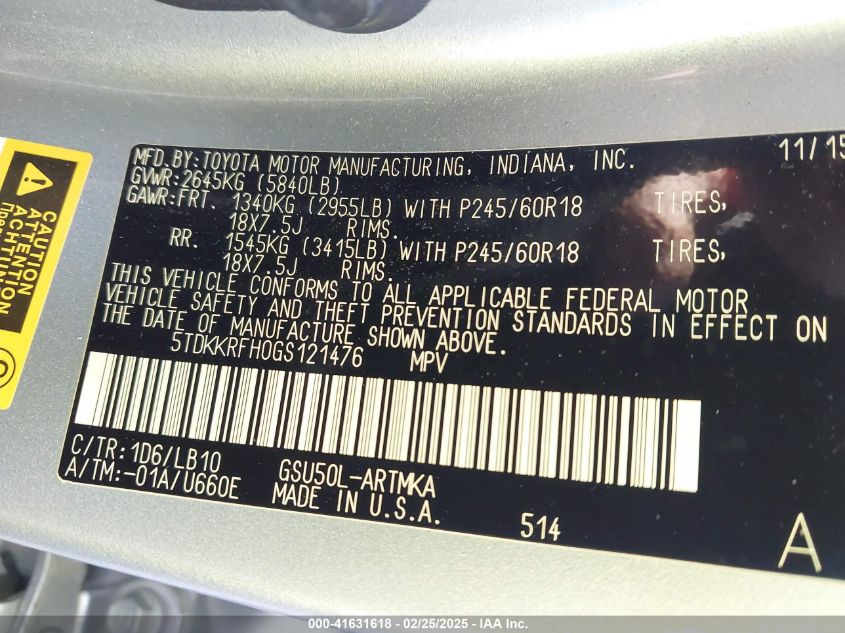 MFD.BY:TOYOTA MOTOR MANUFACTURING, INDIANA, INC. 11/15
GVWR:2645KG (5840LB)
GAWR:FRT. 1340KG (2955LB) WITH P245/60R18 TIRES,
18X7.5J RIMS.
RR. 1545KG (3415LB) WITH P245/60R18 TIRES,
18X7.5J RIMS.
THIS VEHICLE CONFORMS TO ALL APPLICABLE FEDERAL MOTOR
VEHICLE SAFETY AND THEFT PREVENTION STANDARDS IN EFFECT ON
THE DATE OF MANUFACTURE SHOWN ABOVE.
5TDKKRFH0GS121476 MPV
C/TR:1D6/LB10 GSU50L-ARTMKA
A/TM:-01A/U660E MADE IN U.S.A.
514
A
CAUTION
ATTENTION
ACHTUNG
000-41631618 - 02/25/2025 - IAA Inc.